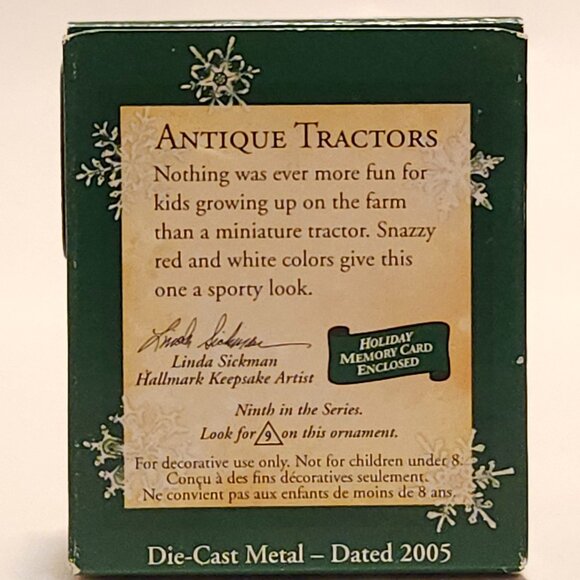 ANTIQUE TRACTORS
Nothing was ever more fun for
kids growing up on the farm
than a miniature tractor. Snazzy
red and white colors give this
one a sporty look.
Linda Sickman
Linda Sickman
Hallmark Keepsake Artist
HOLIDAY
MEMORY CARD
ENCLOSED
Ninth in the Series.
Look for 9 on this ornament.
For decorative use only. Not for children under 8.
Conçu à des fins décoratives seulement.
Ne convient pas aux enfants de moins de 8 ans.
Die-Cast Metal – Dated 2005